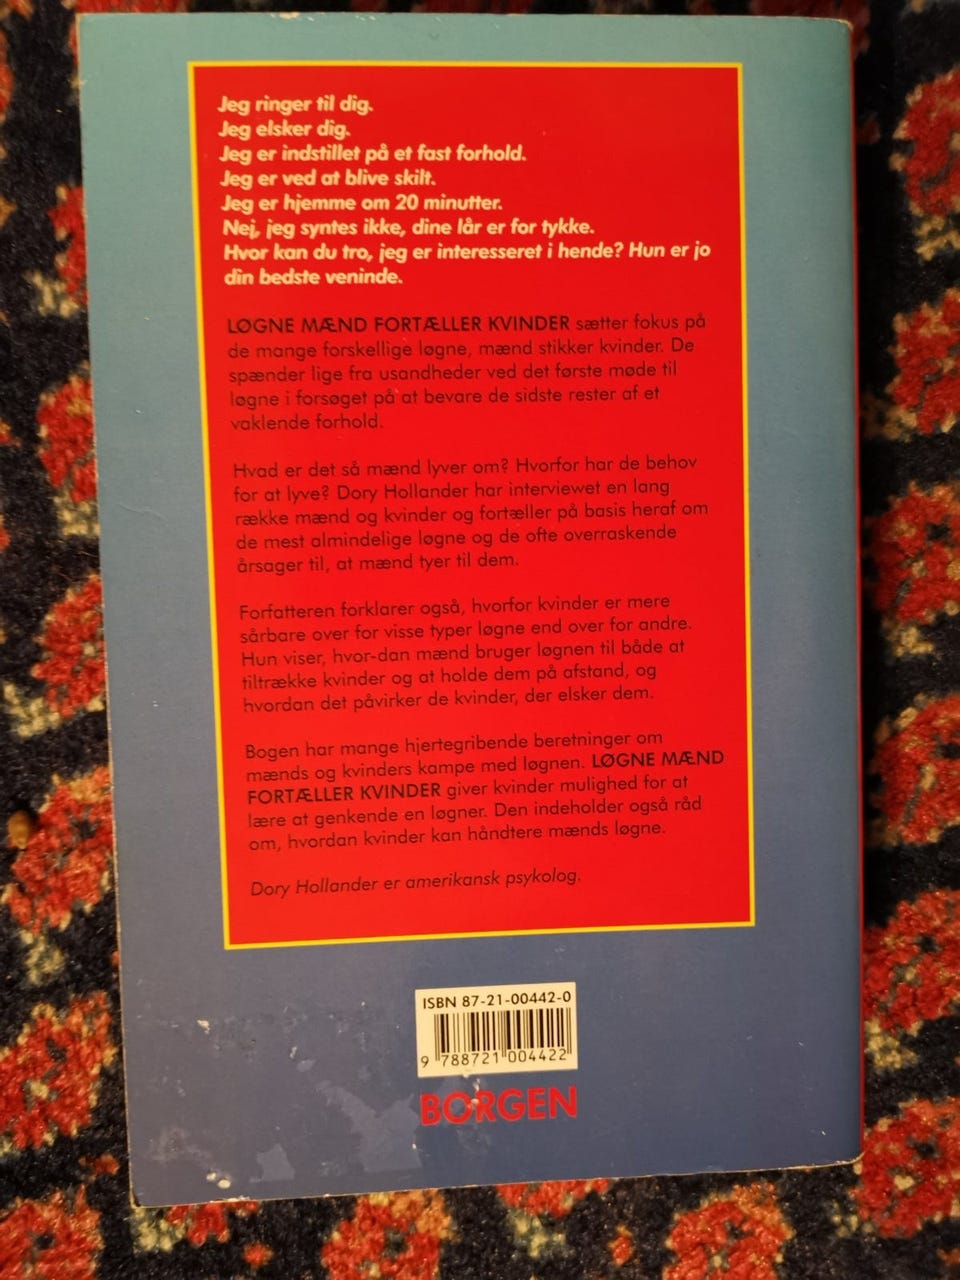 Jeg ringer til dig.
Jeg elsker dig.
Jeg er indstillet på et fast forhold.
Jeg er ved at blive skilt.
Jeg er hjemme om 20 minutter.
Nej, jeg syntes ikke, dine lår er for tykke.
Hvor kan du tro, jeg er interesseret i hende? Hun er jo
din bedste veninde.
LØGNE MÆND FORTÆLLER KVINDER sætter fokus på
de mange forskellige løgne, mænd stikker kvinder. De
spænder lige fra usandheder ved det første møde til
løgne i forsøget på at bevare de sidste rester af et
vaklende forhold.
Hvad er det så mænd lyver om? Hvorfor har de behov
for at lyve? Dory Hollander har interviewet en lang
række mænd og kvinder og fortæller på basis heraf om
de mest almindelige løgne og de ofte overraskende
årsager til, at mænd tyer til dem.
Forfatteren forklarer også, hvorfor kvinder er mere
sårbare over for visse typer løgne end over for andre.
Hun viser, hvor-dan mænd bruger løgnen til både at
tiltrække kvinder og at holde dem på afstand, og
hvordan det påvirker de kvinder, der elsker dem.
Bogen har mange hjertegribende beretninger om
mænds og kvinders kampe med løgnen. LØGNE MÆND
FORTÆLLER KVINDER giver kvinder mulighed for at
lære at genkende en løgner. Den indeholder også råd
om, hvordan kvinder kan håndtere mænds løgne.
Dory Hollander er amerikansk psykolog.
ISBN 87-21-00442-0
9 788721 004422
BORGEN